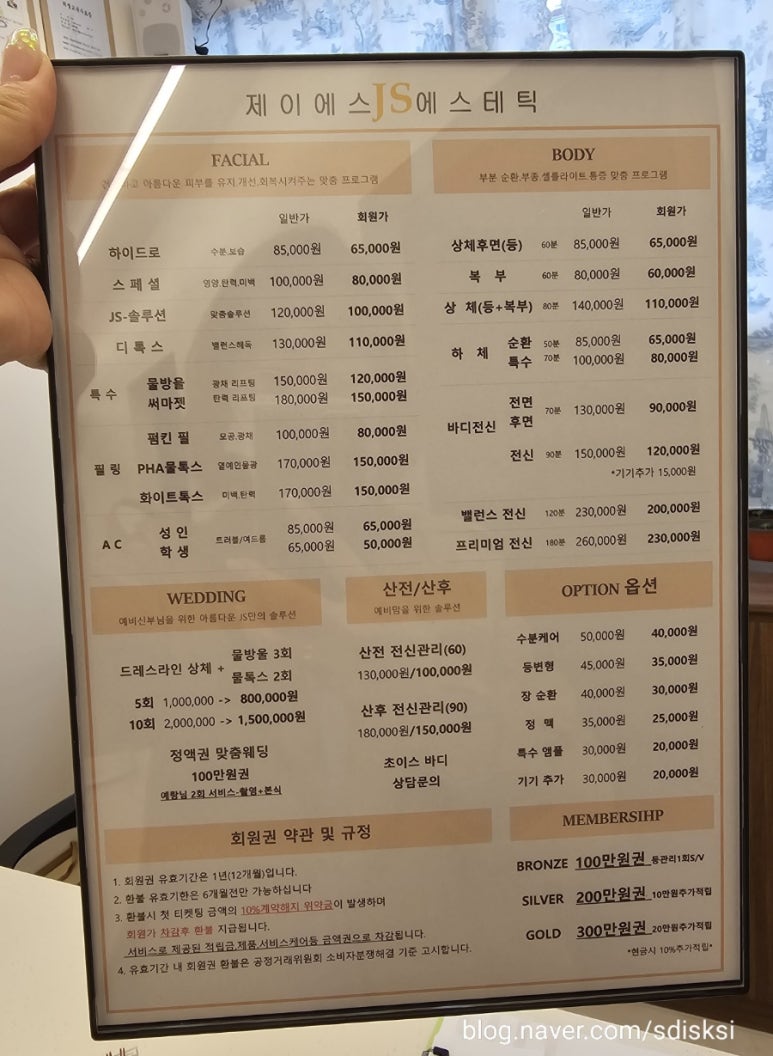 제이에스JS에스테틱
FACIAL
아름다운 피부를 유지.개선.회복시켜주는 맞춤 프로그램
일반가 회원가
하이드로 수분.보습 85,000원 65,000원
스페셜 영양.탄력.미백 100,000원 80,000원
JS-솔루션 맞춤솔루션 120,000원 100,000원
디톡스 밸런스해독 130,000원 110,000원
특수 물방울 광채 리프팅 150,000원 120,000원
써마젯 탄력 리프팅 180,000원 150,000원
필링 펌킨 필 모공.광채 100,000원 80,000원
PHA물톡스 연예인물광 170,000원 150,000원
화이트톡스 미백.탄력 170,000원 150,000원
AC 성인 트러블/여드름 85,000원 65,000원
학생 65,000원 50,000원
BODY
부분 순환.부종.셀룰라이트.통증 맞춤 프로그램
일반가 회원가
상체후면(등) 60분 85,000원 65,000원
복 부 60분 80,000원 60,000원
상 체(등+복부) 80분 140,000원 110,000원
하 체 순환 50분 85,000원 65,000원
특수 70분 100,000원 80,000원
바디전신 전면 후면 70분 130,000원 90,000원
전신 90분 150,000원 120,000원
*기기추가 15,000원
밸런스 전신 120분 230,000원 200,000원
프리미엄 전신 180분 260,000원 230,000원
WEDDING
예비신부님을 위한 아름다운 JS만의 솔루션
드레스라인 상체 + 물방울 3회
물톡스 2회
5회 1,000,000 -> 800,000원
10회 2,000,000 -> 1,500,000원
정액권 맞춤웨딩
100만원권
예랑님 2회 서비스-촬영+본식
산전/산후
예비맘을 위한 솔루션
산전 전신관리(60)
130,000원/100,000원
산후 전신관리(90)
180,000원/150,000원
초이스 바디
상담문의
OPTION 옵션
수분케어 50,000원 40,000원
등변형 45,000원 35,000원
장 순환 40,000원 30,000원
정 맥 35,000원 25,000원
특수 앰플 30,000원 20,000원
기기 추가 30,000원 20,000원
회원권 약관 및 규정
1. 회원권 유효기간은 1년(12개월)입니다.
2. 환불 유효기한은 6개월전만 가능하십니다
3. 환불시 첫 티켓팅 금액의 10%계약해지 위약금이 발생하며
회원가 차감후 환불 지급됩니다.
서비스로 제공된 적립금,제품,서비스케어등 금액권으로 차감됩니다.
4. 유효기간 내 회원권 환불은 공정거래위원회 소비자분쟁해결 기준 고시합니다.
MEMBERSIHP
BRONZE 100만원권 등관리1회S/V
SILVER 200만원권 10만원추가적립
GOLD 300만원권 20만원추가적립
*현금시 10%추가적립*
blog.naver.com/sdisksi